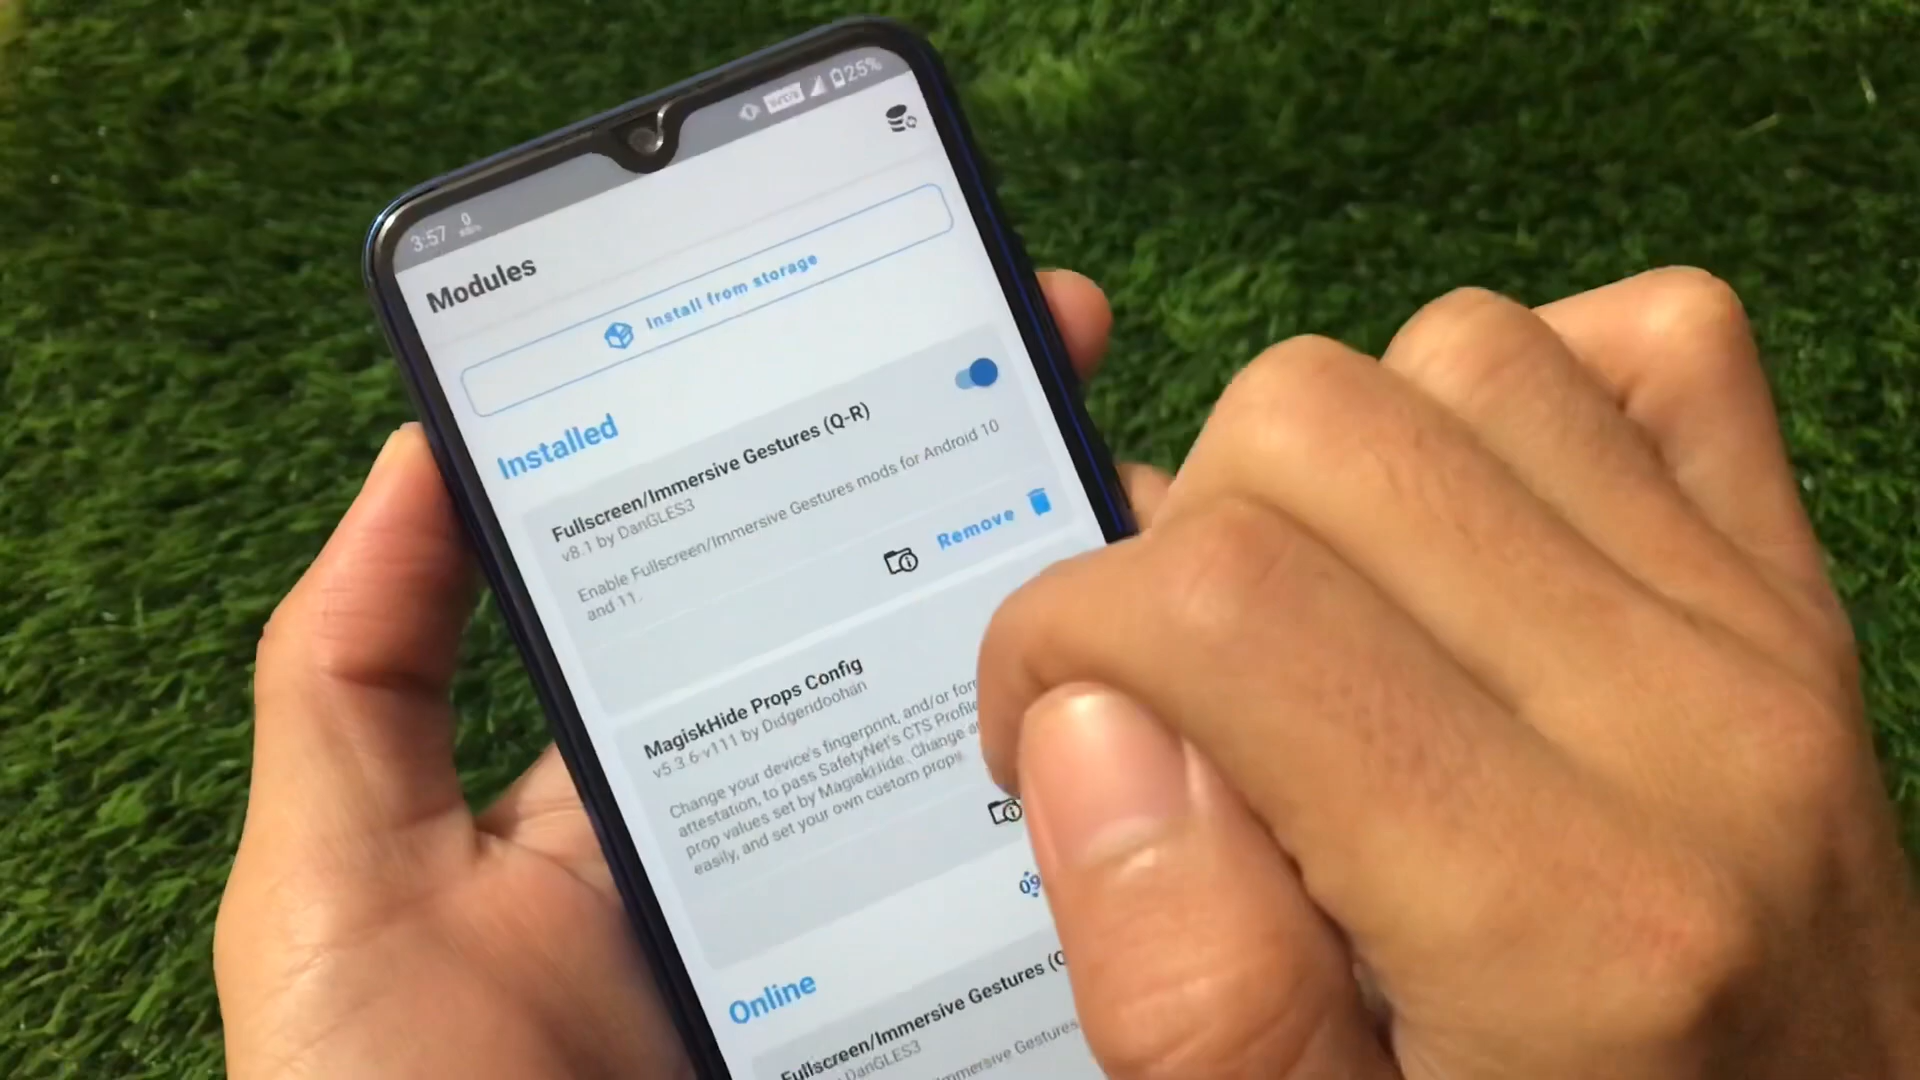 3:57
0
25%
Modules
Install from storage
Installed
Fullscreen/Immersive Gestures (Q-R)
v8.1 by DanGLES3
Enable Fullscreen/Immersive Gestures mods for Android 10
and 11.
Remove
MagiskHide Props Config
v5.3.6-v111 by Didgeridoohan
Change your device's fingerprint, and/or
attestation, to pass SafetyNet's CTS Profile
prop values set by MagiskHide. Change
easily, and set your own custom props.
Online
Fullscreen/Immersive Gestures
DanGLES3
Immersive Gestures